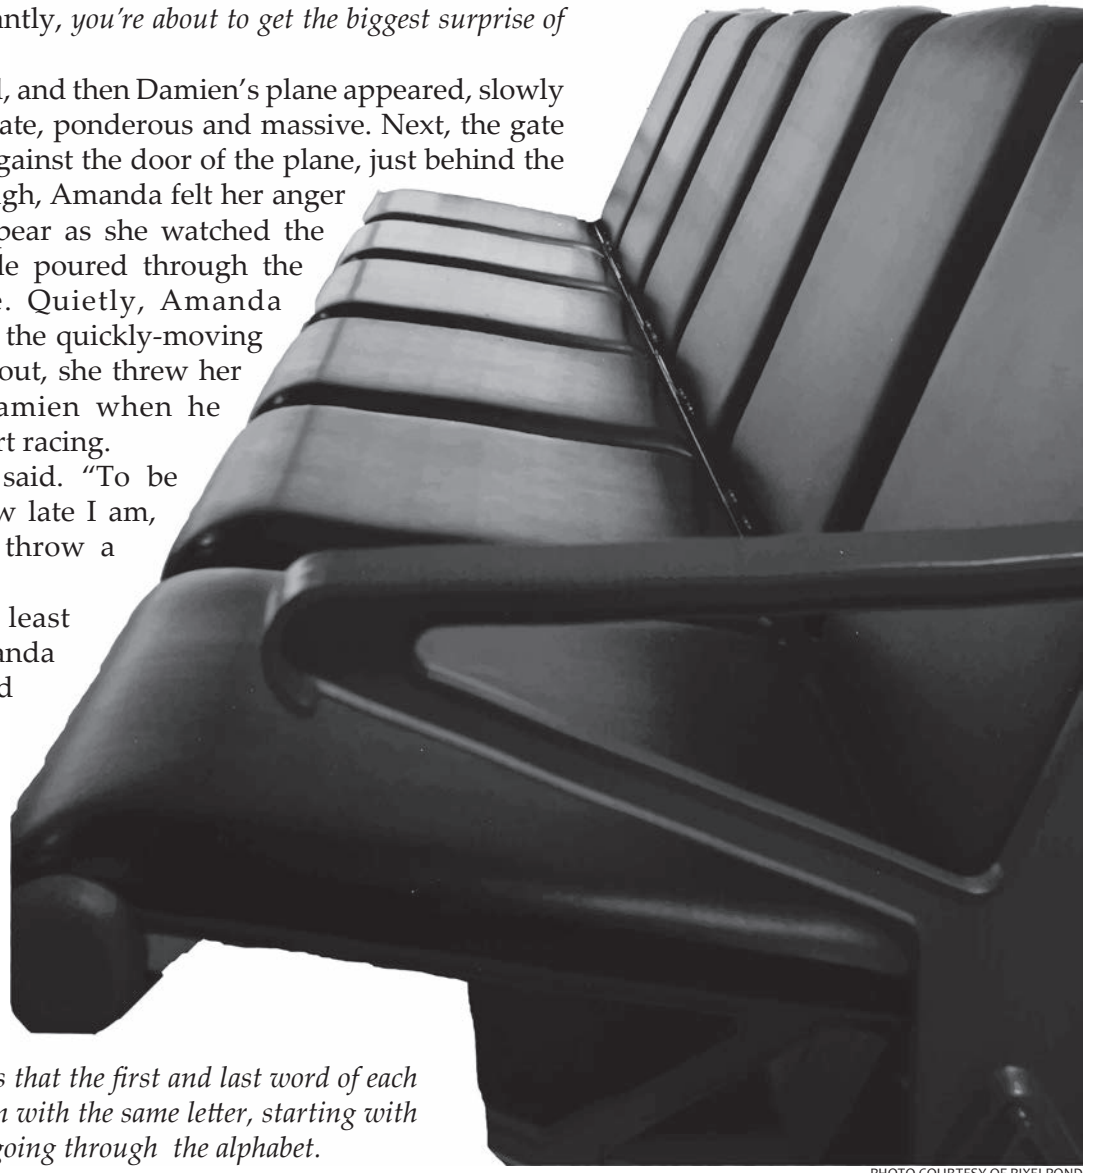 antly, you're about to get the biggest surprise of
l, and then Damien's plane appeared, slowly
ate, ponderous and massive. Next, the gate
gainst the door of the plane, just behind the
gh, Amanda felt her anger
pear as she watched the
le poured through the
e. Quietly, Amanda
the quickly-moving
out, she threw her
amien when he
rt racing.
said. “To be
w late I am,
throw a
least
anda
d
s that the first and last word of each
n with the same letter, starting with
going through the alphabet.
PHOTO COURTESY OF PIXELPOND